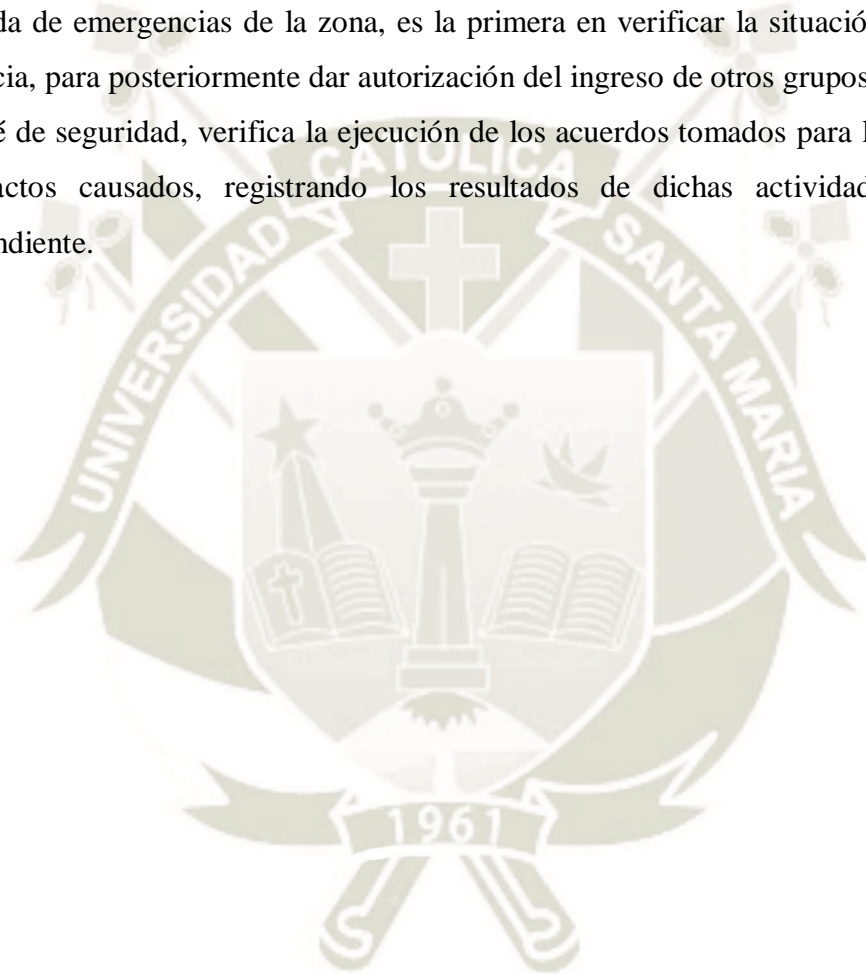 da de emergencias de la zona, es la primera en verificar la situació
cia, para posteriormente dar autorización del ingreso de otros grupos
é de seguridad, verifica la ejecución de los acuerdos tomados para l
actos causados, registrando los resultados de dichas actividad
ndiente.
UNIVERSIDAD CATOLICA SANTA MARIA
1961